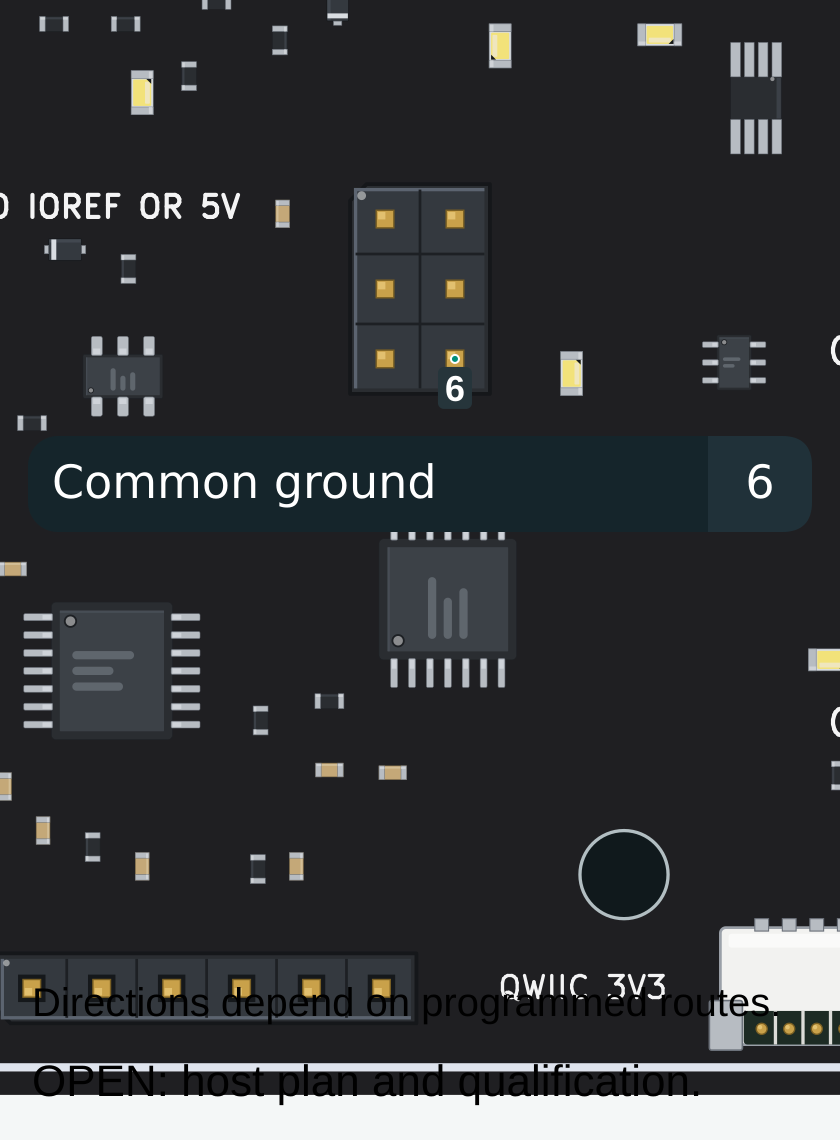 IOREF OR 5V
6
Common ground 6
QWIIC 3V3
Directions depend on programmed routes.
OPEN: host plan and qualification.